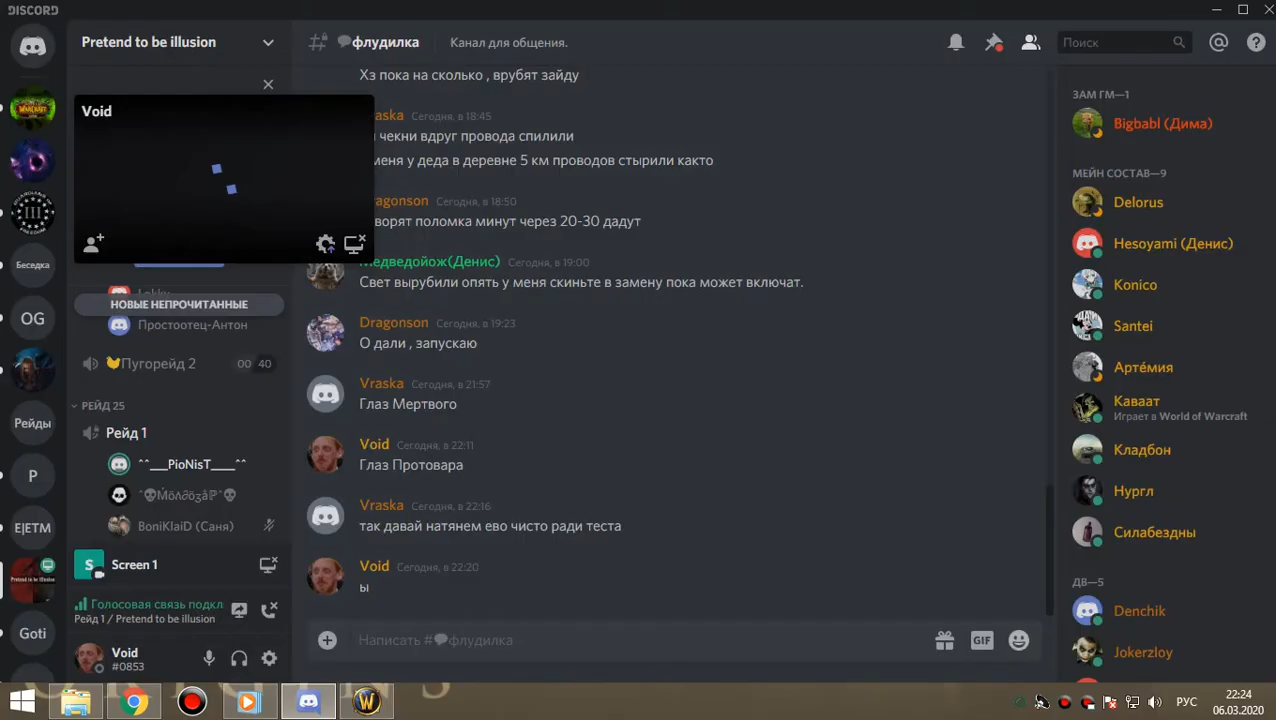 DISCORD
Pretend to be illusion
флудилка
Канал для общения.
Поиск
Void
Хз пока на сколько , врубят зайду
Сегодня, в 18:45
чекни вдруг провода спилили
меня у деда в деревне 5 км проводов стырили както
Сегодня, в 18:50
поломка минут через 20-30 дадут
Медведойож(Денис) Сегодня, в 19:00
Свет вырубили опять у меня скиньте в замену пока может включат.
Dragonson Сегодня, в 19:23
О дали , запускаю
Vraska Сегодня, в 21:57
Глаз Мертвого
Void Сегодня, в 22:11
Глаз Протовара
Vraska Сегодня, в 22:16
так давай натянем ево чисто ради теста
Void Сегодня, в 22:20
ы
Написать #флудилка
GIF
НОВЫЕ НЕПРОЧИТАННЫЕ
Простоотец-Антон
Пугорейд 2
00 40
РЕЙД 25
Рейд 1
^^___PioNisT____^^
BoniKlaiD (Саня)
S
Screen 1
Голосовая связь подкл
Рейд 1 / Pretend to be illusion
Void
#0853
III
Беседка
OG
Рейды
P
E|ETM
Pretend to be Illusion
Goti
ЗАМ ГМ—1
Bigbabl (Дима)
МЕЙН СОСТАВ—9
Delorus
Hesoyami (Денис)
Konico
Santei
Артéмия
Каваат
Играет в World of Warcraft
Кладбон
Нургл
Силабездны
ДВ—5
Denchik
Jokerzloy
РУС
22:24
06.03.2020